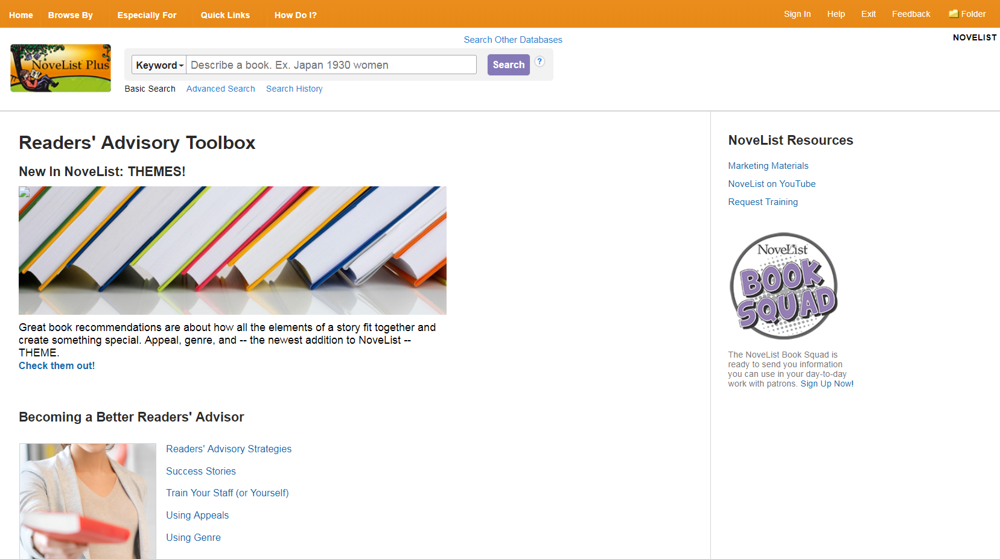 Home Browse By Especially For Quick Links How Do I? Sign In Help Exit Feedback Folder
Search Other Databases NOVELIST
NoveList Plus
Keyword Describe a book. Ex. Japan 1930 women Search ?
Basic Search Advanced Search Search History
Readers' Advisory Toolbox
New In NoveList: THEMES!
Great book recommendations are about how all the elements of a story fit together and
create something special. Appeal, genre, and -- the newest addition to NoveList --
THEME.
Check them out!
Becoming a Better Readers' Advisor
Readers' Advisory Strategies
Success Stories
Train Your Staff (or Yourself)
Using Appeals
Using Genre
NoveList Resources
Marketing Materials
NoveList on YouTube
Request Training
NoveList
BOOK
SQUAD
The NoveList Book Squad is
ready to send you information
you can use in your day-to-day
work with patrons. Sign Up Now!